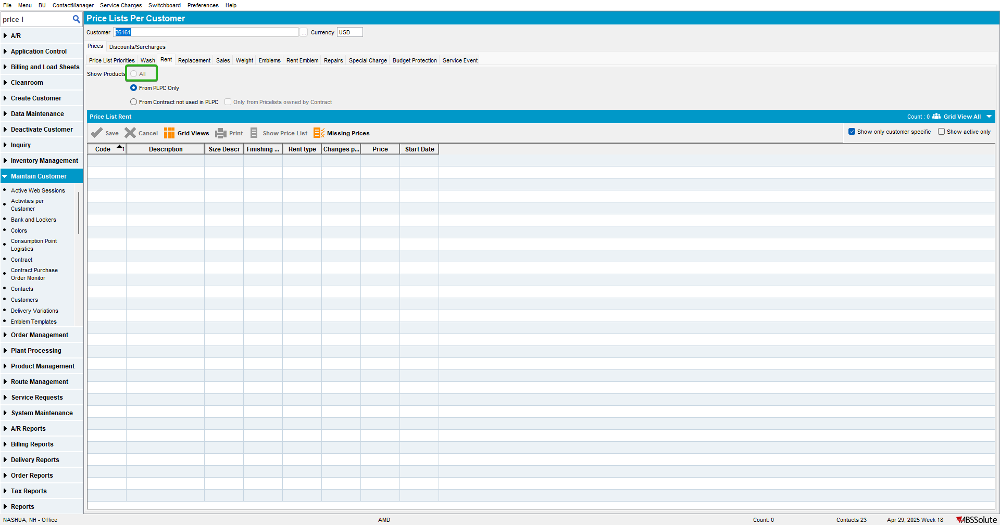 File Menu BU ContactManager Service Charges Switchboard Preferences Help
price l
Price Lists Per Customer
Customer 26161 ... Currency USD
Prices Discounts/Surcharges
Price List Priorities Wash Rent Replacement Sales Weight Emblems Rent Emblem Repairs Special Charge Budget Protection Service Event
Show Products All
From PLPC Only
From Contract not used in PLPC Only from Pricelists owned by Contract
Price List Rent Count : 0 Grid View All
Save Cancel Grid Views Print Show Price List Missing Prices Show only customer specific Show active only
Code 1 Description Size Descr Finishing ... Rent type Changes p... Price Start Date
A/R
Application Control
Billing and Load Sheets
Cleanroom
Create Customer
Data Maintenance
Deactivate Customer
Inquiry
Inventory Management
Maintain Customer
Active Web Sessions
Activities per
Customer
Bank and Lockers
Colors
Consumption Point
Logistics
Contract
Contract Purchase
Order Monitor
Contacts
Customers
Delivery Variations
Emblem Templates
Order Management
Plant Processing
Product Management
Route Management
Service Requests
System Maintenance
A/R Reports
Billing Reports
Delivery Reports
Order Reports
Tax Reports
Reports
NASHUA, NH - Office AMD Count: 0 Contacts 23 Apr 29, 2025 Week 18 ABSSolute